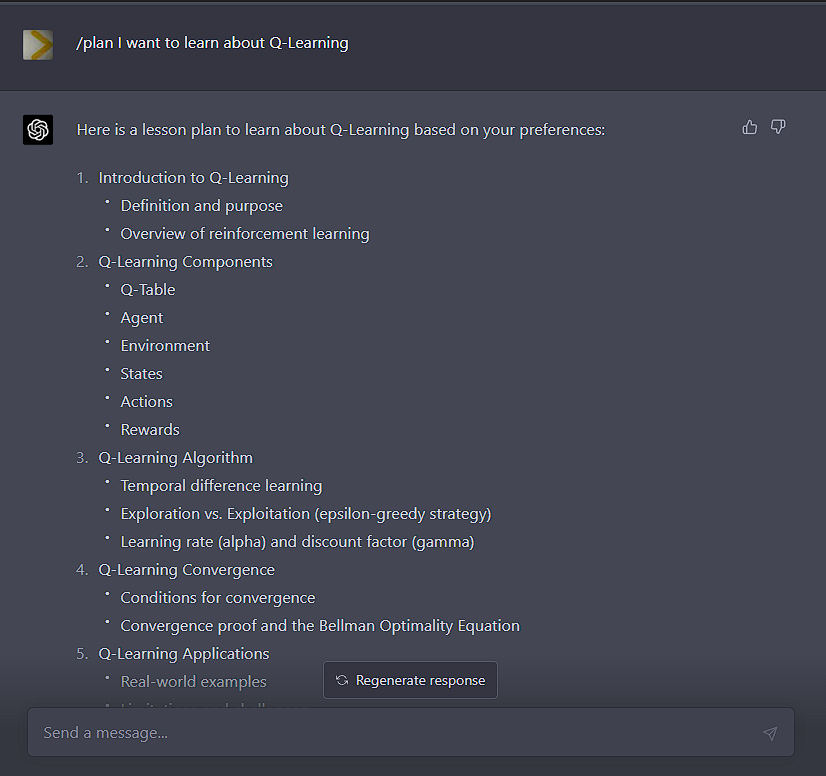 /plan I want to learn about Q-Learning
Here is a lesson plan to learn about Q-Learning based on your preferences:
1. Introduction to Q-Learning
• Definition and purpose
• Overview of reinforcement learning
2. Q-Learning Components
• Q-Table
• Agent
• Environment
• States
• Actions
• Rewards
3. Q-Learning Algorithm
• Temporal difference learning
• Exploration vs. Exploitation (epsilon-greedy strategy)
• Learning rate (alpha) and discount factor (gamma)
4. Q-Learning Convergence
• Conditions for convergence
• Convergence proof and the Bellman Optimality Equation
5. Q-Learning Applications
• Real-world examples
Regenerate response
Send a message...